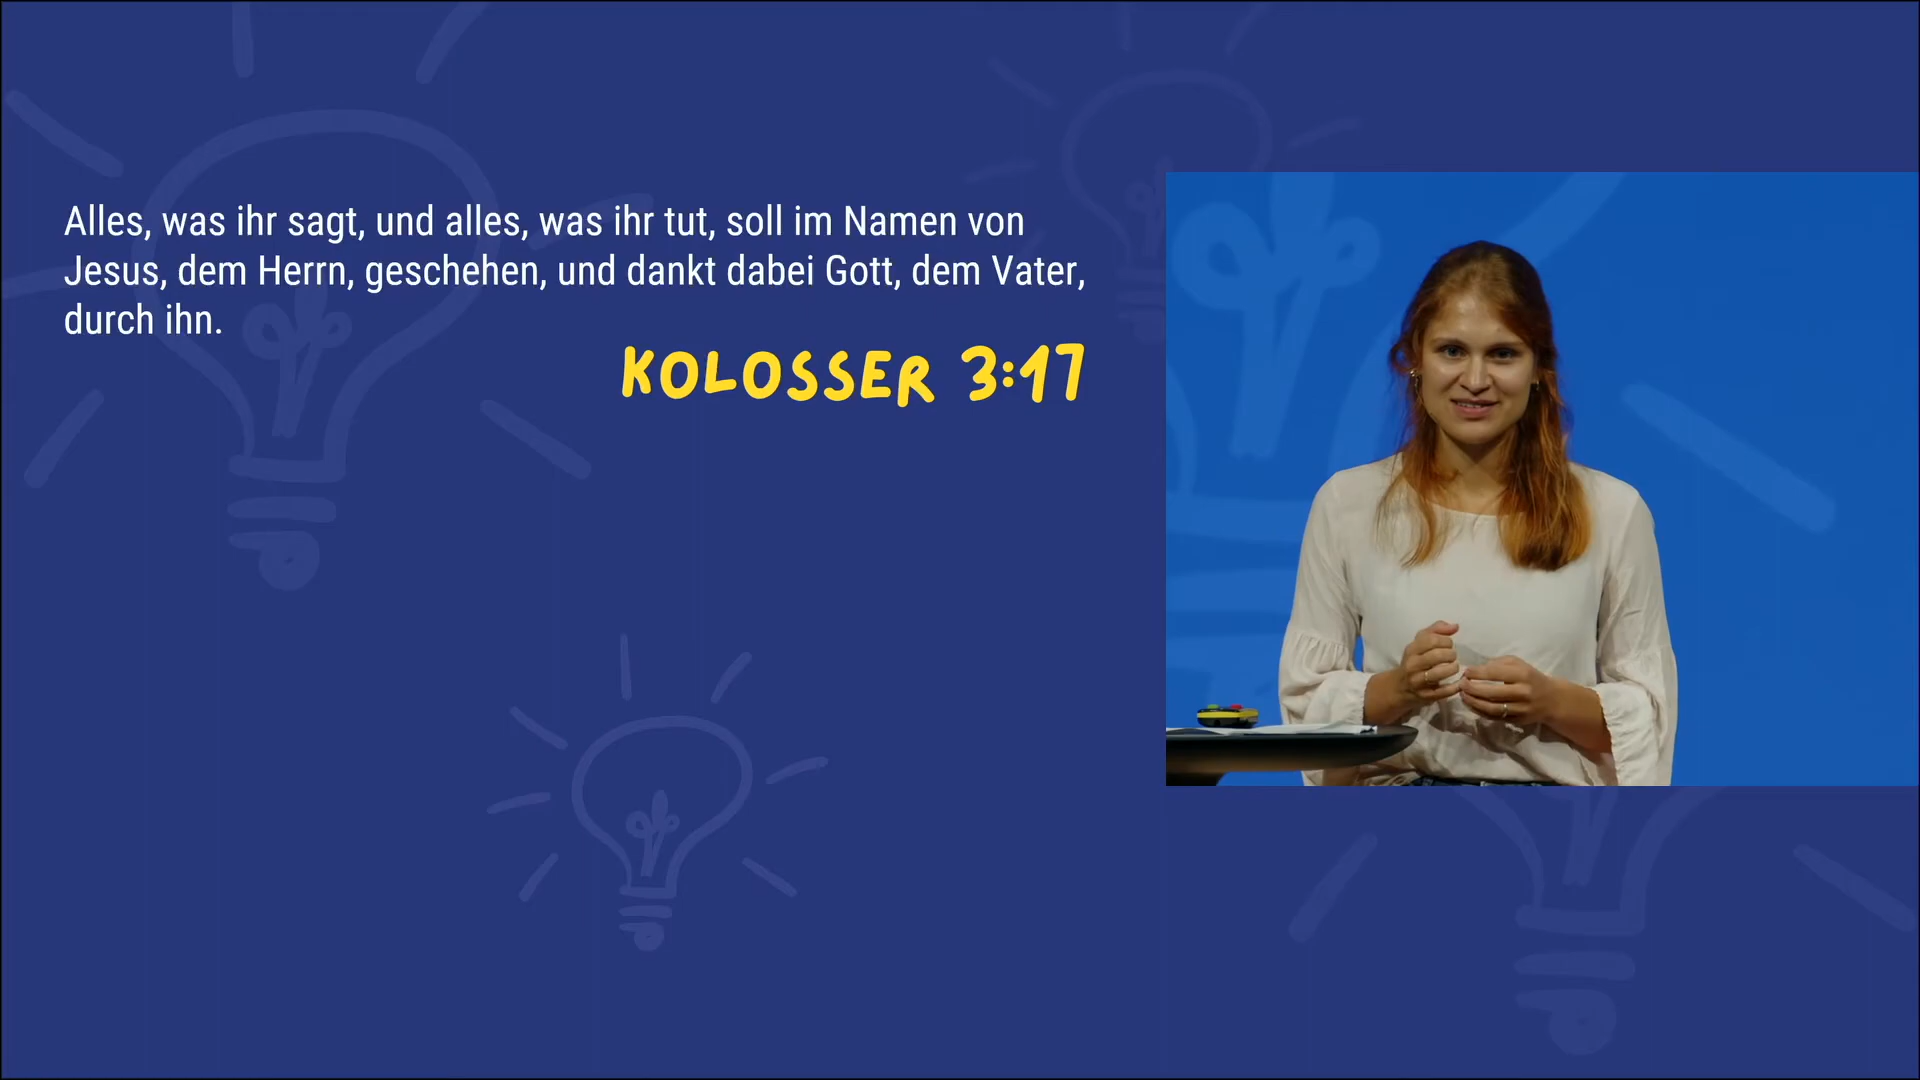 Alles, was ihr sagt, und alles, was ihr tut, soll im Namen von
Jesus, dem Herrn, geschehen, und dankt dabei Gott, dem Vater,
durch ihn.
KOLOSSER 3:17